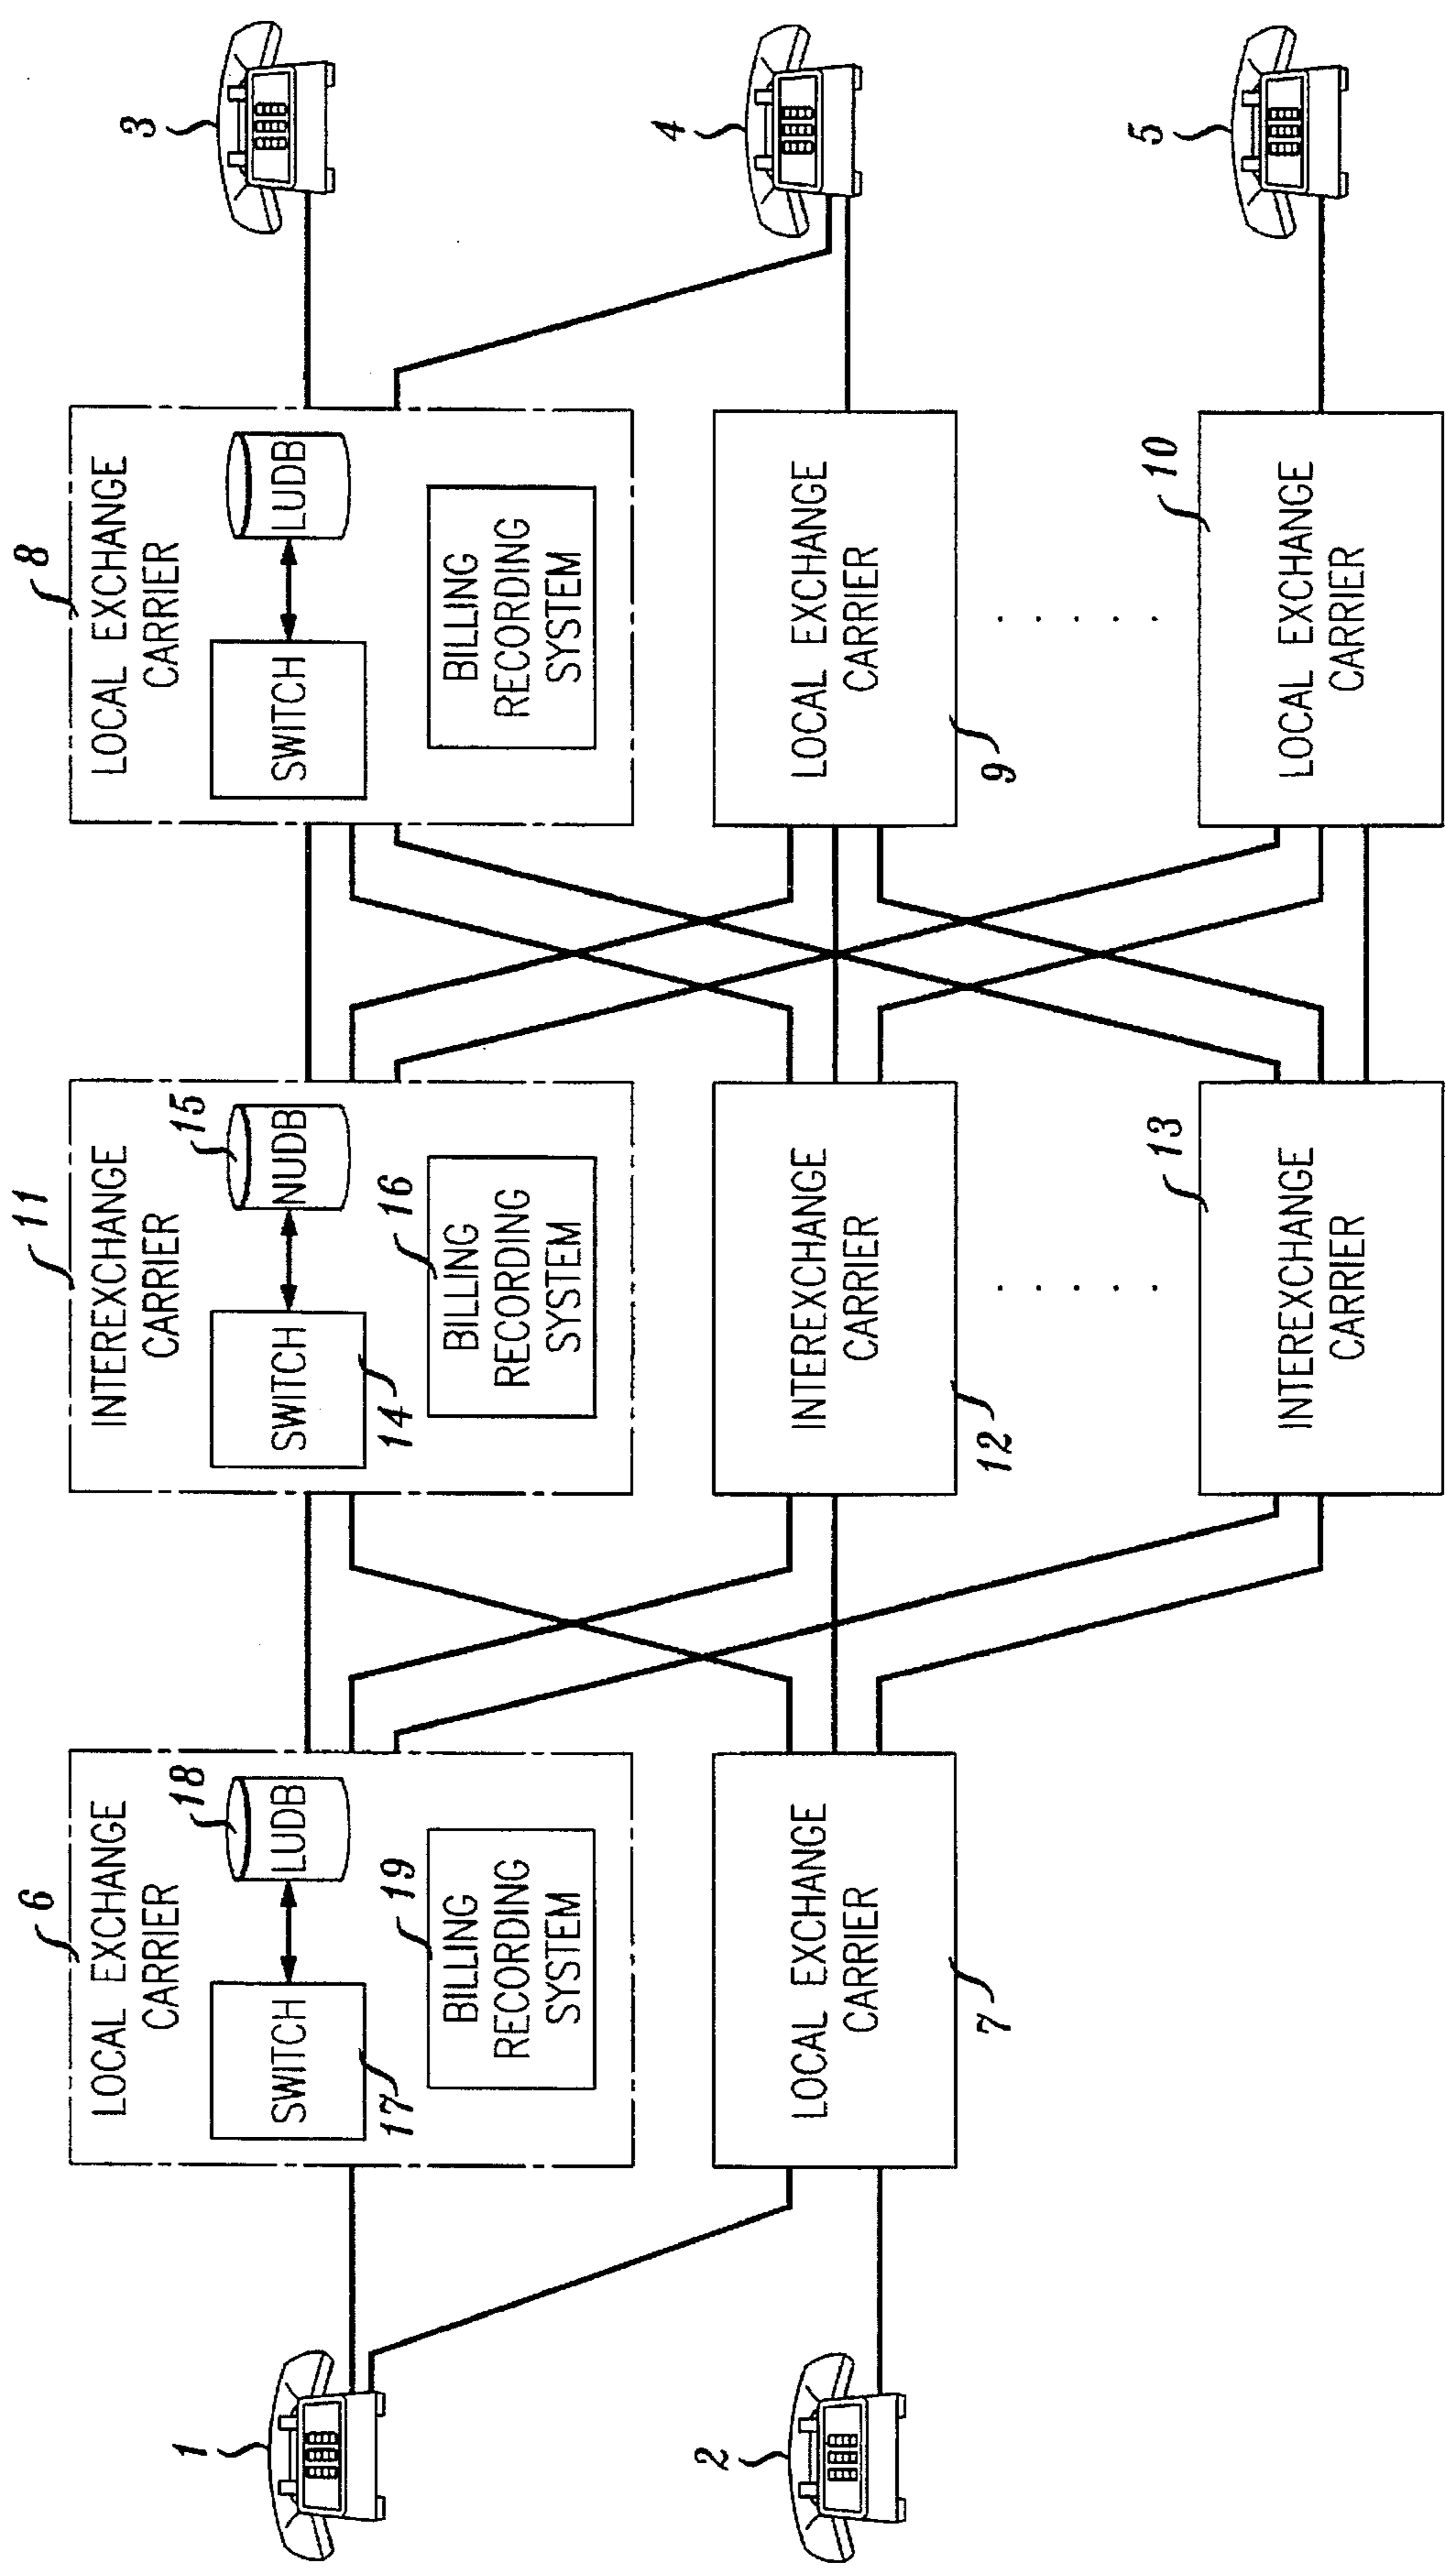 1
2
6
LOCAL EXCHANGE
CARRIER
SWITCH
17
LUDB
18
BILLING
RECORDING
SYSTEM
19
LOCAL EXCHANGE
CARRIER
7
11
INTEREXCHANGE
CARRIER
SWITCH
14
NUDB
15
BILLING
RECORDING
SYSTEM
16
INTEREXCHANGE
CARRIER
12
. . . . .
INTEREXCHANGE
CARRIER
13
8
LOCAL EXCHANGE
CARRIER
SWITCH
LUDB
BILLING
RECORDING
SYSTEM
LOCAL EXCHANGE
CARRIER
9
. . . . .
LOCAL EXCHANGE
CARRIER
10
3
4
5